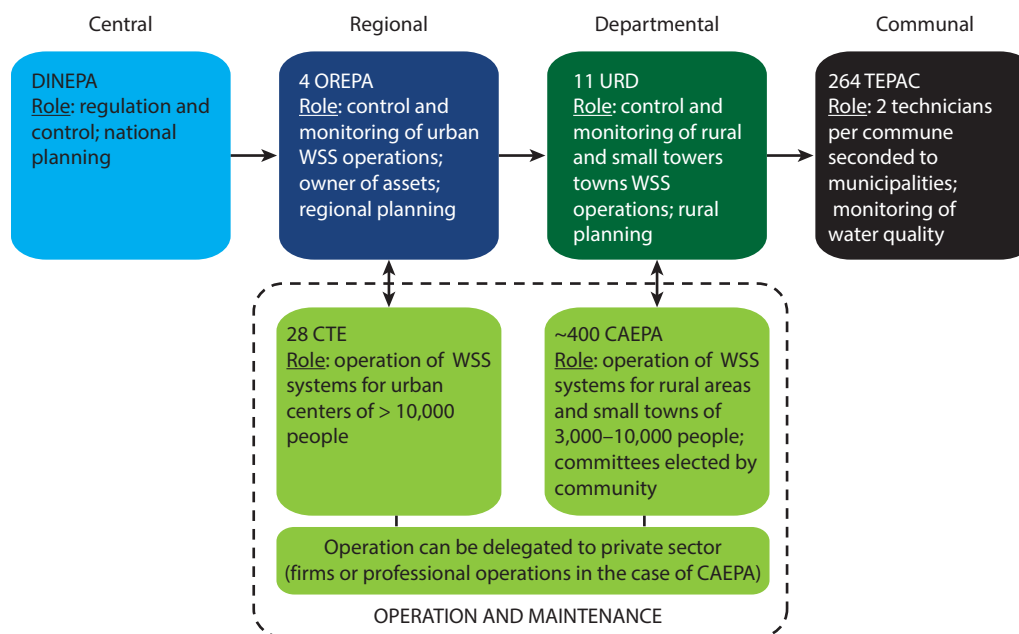 Central
Regional
Departmental
Communal
DINEPA
Role: regulation and
control; national
planning
4 OREPA
Role: control and
monitoring of urban
WSS operations;
owner of assets;
regional planning
11 URD
Role: control and
monitoring of rural
and small towers
towns WSS
operations; rural
planning
264 TEPAC
Role: 2 technicians
per commune
seconded to
municipalities;
monitoring of
water quality
28 CTE
Role: operation of WSS
systems for urban
centers of > 10,000
people
~400 CAEPA
Role: operation of WSS
systems for rural areas
and small towns of
3,000–10,000 people;
committees elected by
community
Operation can be delegated to private sector
(firms or professional operations in the case of CAEPA)
OPERATION AND MAINTENANCE